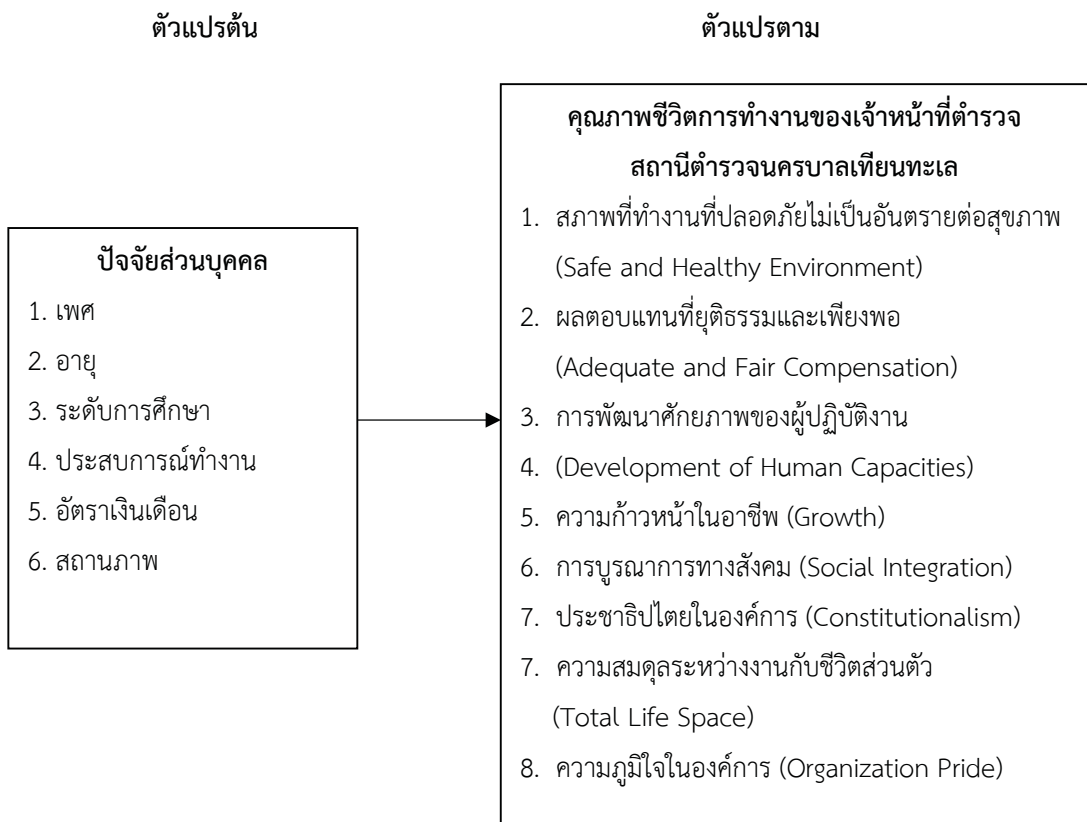 ตัวแปรต้น
ตัวแปรตาม
ปัจจัยส่วนบุคคล
1. เพศ
2. อายุ
3. ระดับการศึกษา
4. ประสบการณ์ทำงาน
5. อัตราเงินเดือน
6. สถานภาพ
คุณภาพชีวิตการทำงานของเจ้าหน้าที่ตำรวจ
สถานีตำรวจนครบาลเทียนทะเล
1. สภาพที่ทำงานที่ปลอดภัยไม่เป็นอันตรายต่อสุขภาพ
(Safe and Healthy Environment)
2. ผลตอบแทนที่ยุติธรรมและเพียงพอ
(Adequate and Fair Compensation)
3. การพัฒนาศักยภาพของผู้ปฏิบัติงาน
4. (Development of Human Capacities)
5. ความก้าวหน้าในอาชีพ (Growth)
6. การบูรณาการทางสังคม (Social Integration)
7. ประชาธิปไตยในองค์การ (Constitutionalism)
7. ความสมดุลระหว่างงานกับชีวิตส่วนตัว
(Total Life Space)
8. ความภูมิใจในองค์การ (Organization Pride)